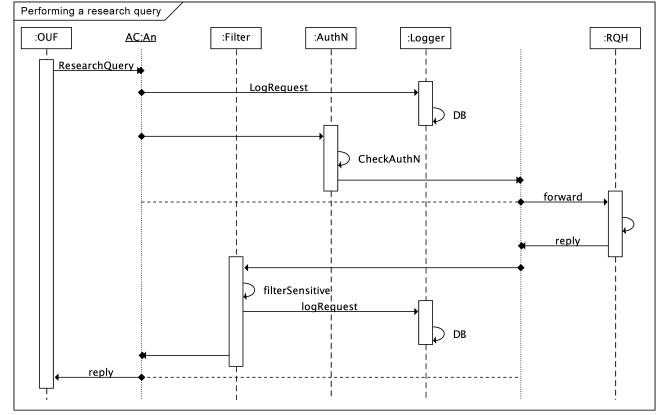 Performing a research query
:OUF
AC:An
:Filter
:AuthN
:Logger
:RQH
ResearchQuery
LogRequest
DB
CheckAuthN
forward
reply
filterSensitive
logRequest
DB
reply